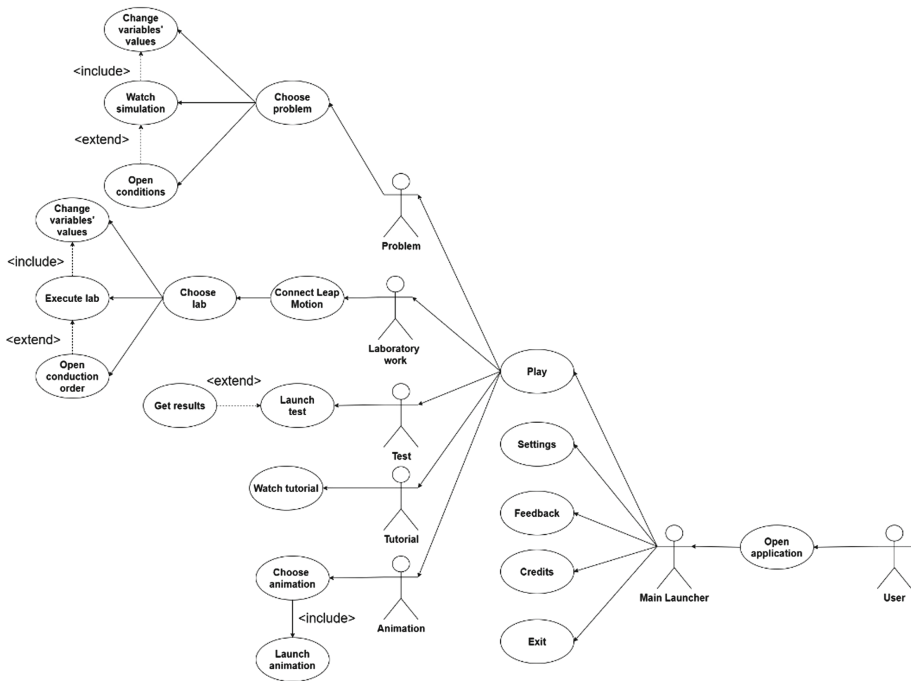 Change
variables'
values
<include>
Watch
simulation
Choose
problem
<extend>
Open
conditions
Problem
Change
variables'
values
<include>
Execute lab
Choose
lab
Connect Leap
Motion
Laboratory
work
<extend>
Open
conduction
order
Play
<extend>
Get results
Launch
test
Test
Settings
Watch tutorial
Tutorial
Feedback
Open
application
Choose
animation
Credits
Main Launcher
User
<include>
Animation
Exit
Launch
animation